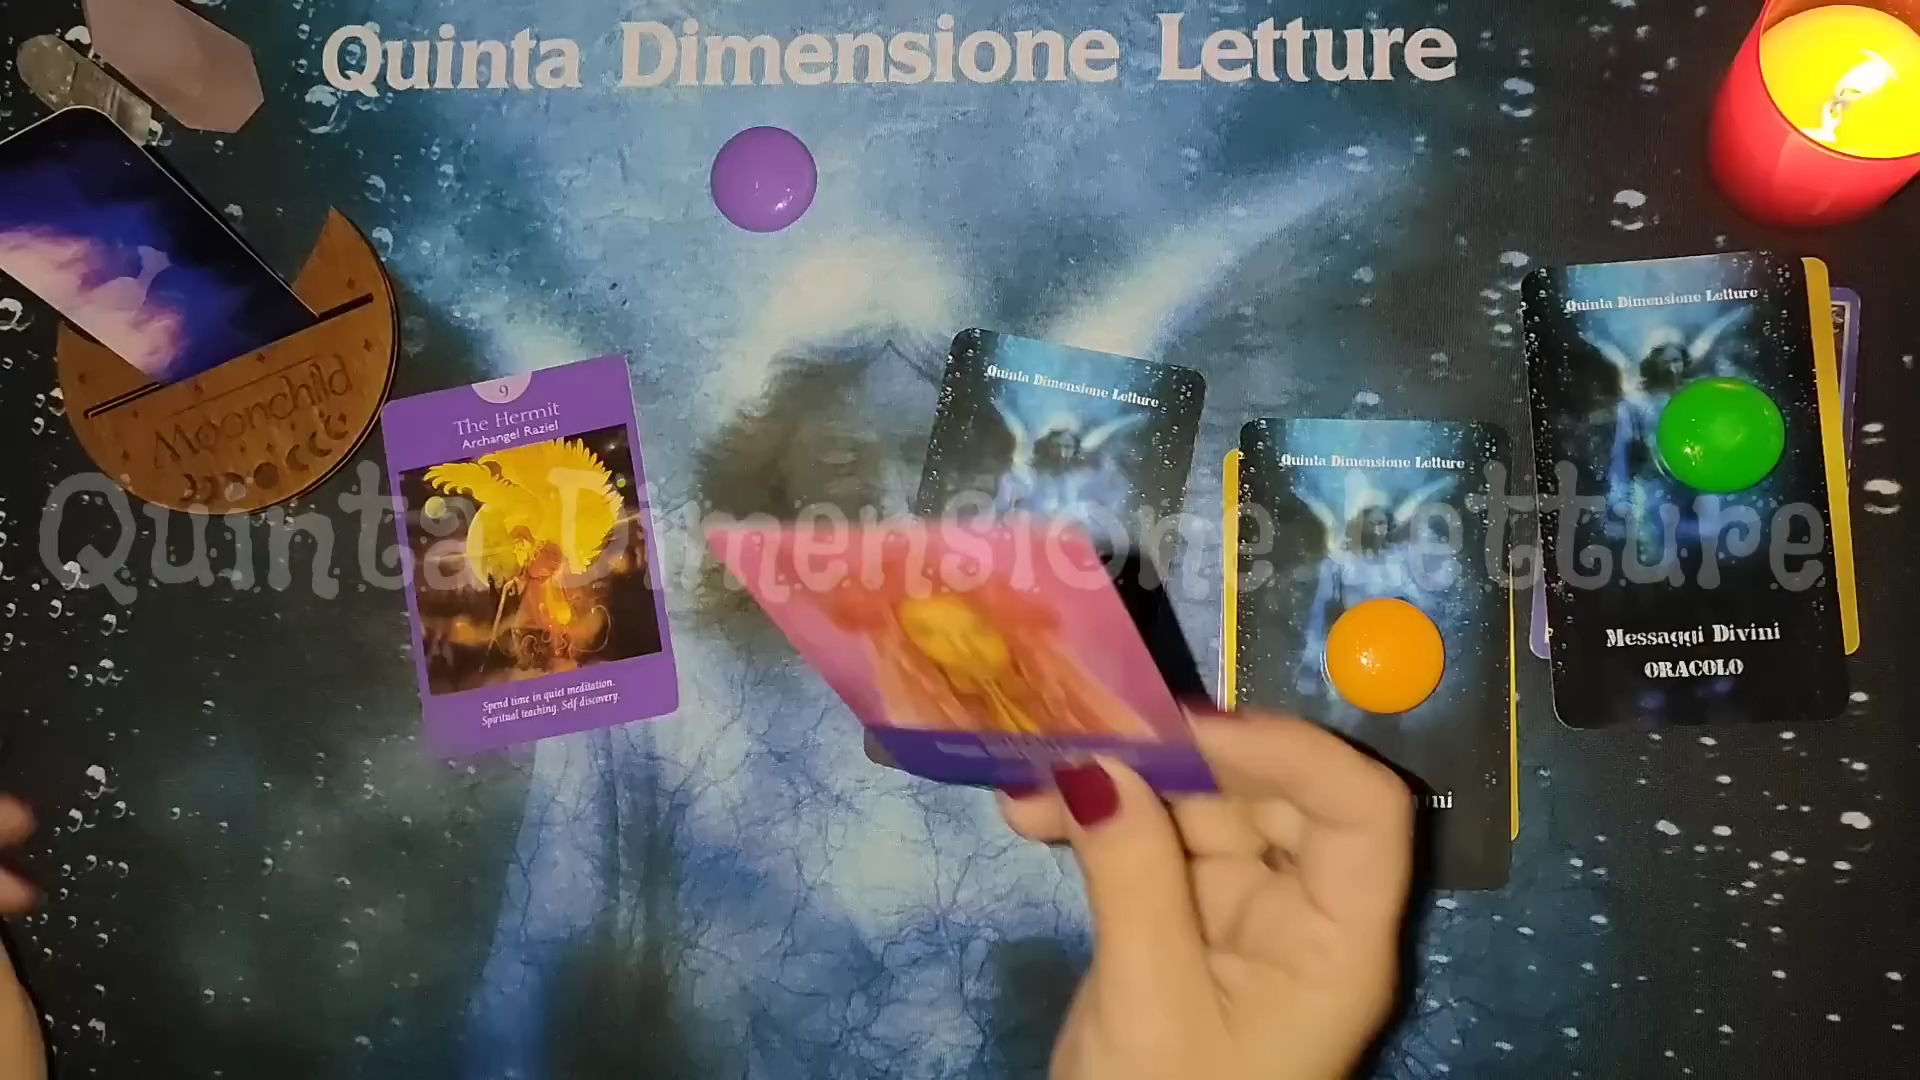 Quinta Dimensione Letture
Moonchild
9
The Hermit
Archangel Raziel
Spend time in quiet meditation.
Spiritual teaching. Self-discovery.
Quinta Dimensione Letture
Quinta Dimensione Letture
Quinta Dimensione Letture
Messaggi Divini
ORACOLO
Quinta Dimensione Letture